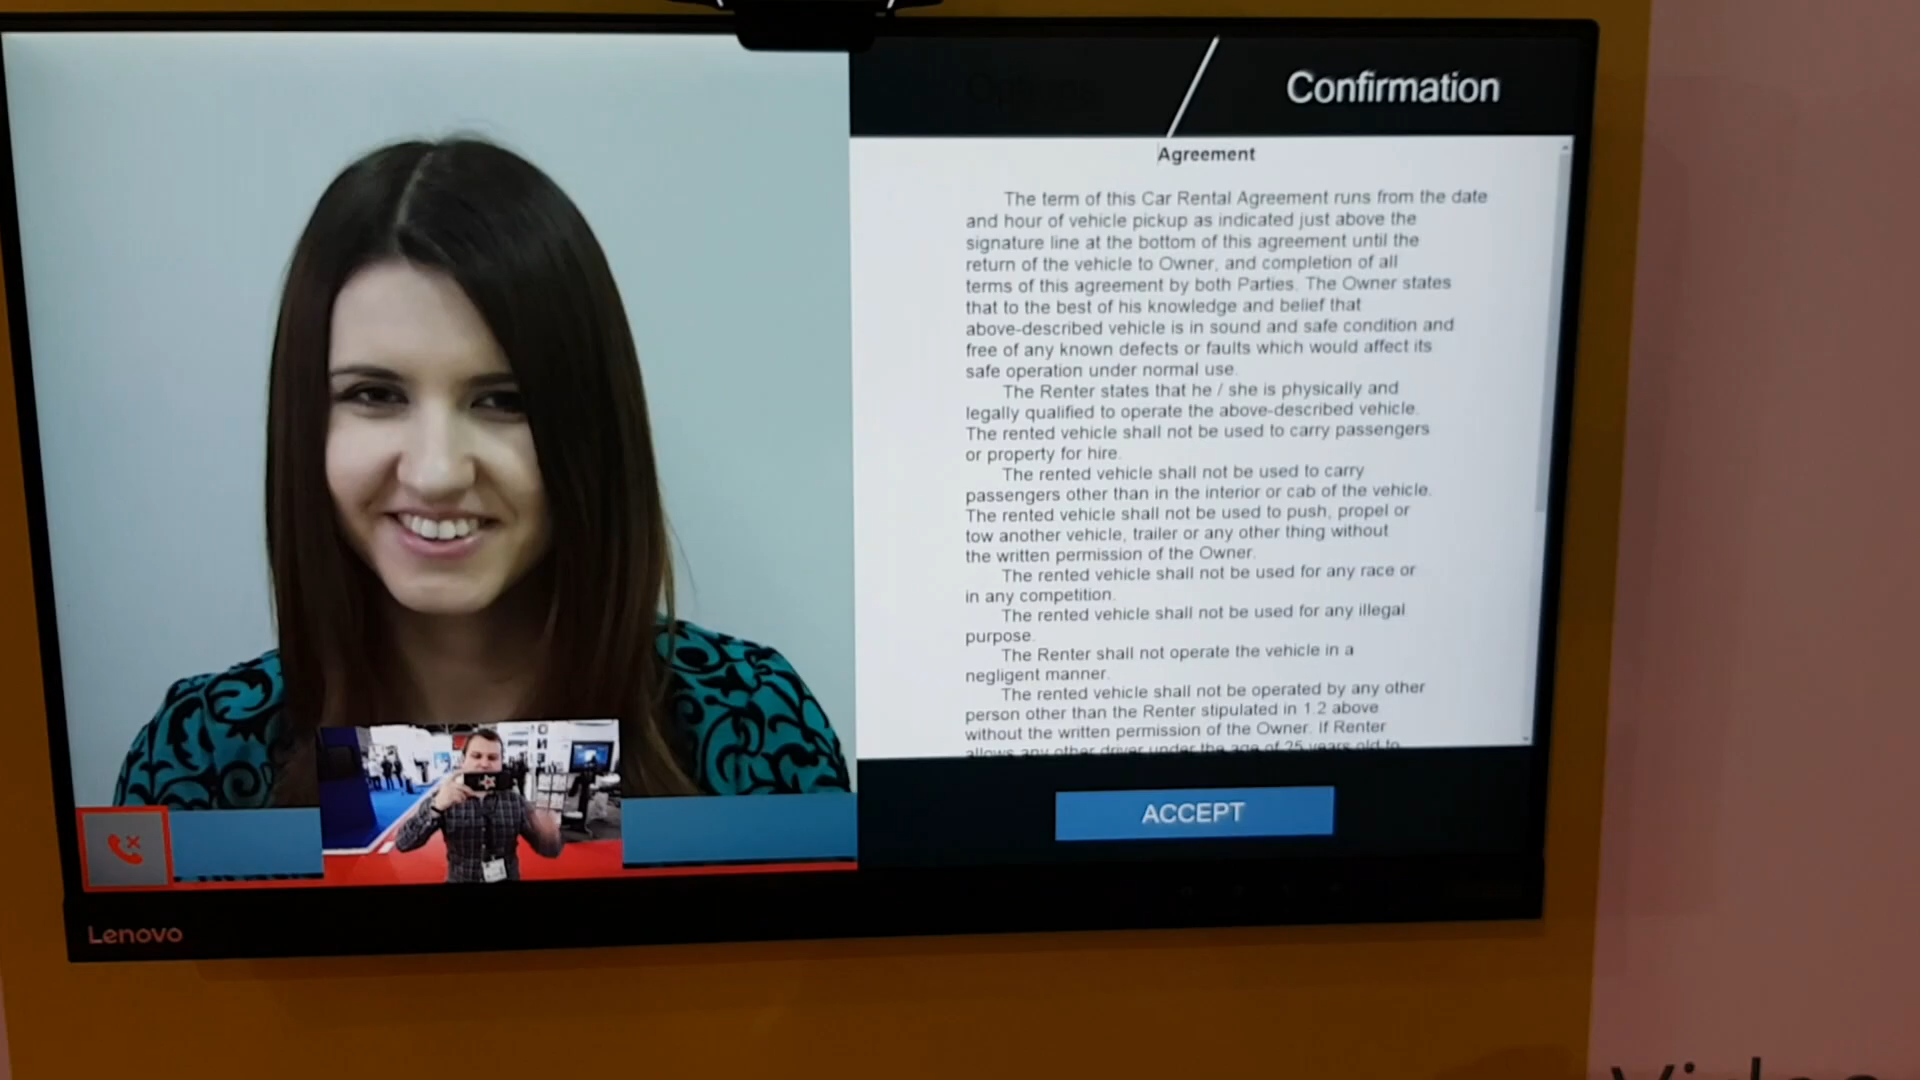 Confirmation
Agreement
The term of this Car Rental Agreement runs from the date
and hour of vehicle pickup as indicated just above the
signature line at the bottom of this agreement until the
return of the vehicle to Owner, and completion of all
terms of this agreement by both Parties. The Owner states
that to the best of his knowledge and belief that
above-described vehicle is in sound and safe condition and
free of any known defects or faults which would affect its
safe operation under normal use.
The Renter states that he / she is physically and
legally qualified to operate the above-described vehicle.
The rented vehicle shall not be used to carry passengers
or property for hire.
The rented vehicle shall not be used to carry
passengers other than in the interior or cab of the vehicle.
The rented vehicle shall not be used to push, propel or
tow another vehicle, trailer or any other thing without
the written permission of the Owner.
The rented vehicle shall not be used for any race or
in any competition.
The rented vehicle shall not be used for any illegal
purpose.
The Renter shall not operate the vehicle in a
negligent manner.
The rented vehicle shall not be operated by any other
person other than the Renter stipulated in 1.2 above
without the written permission of the Owner. If Renter
allows any other driver under the age of 25 years old to
ACCEPT
Lenovo